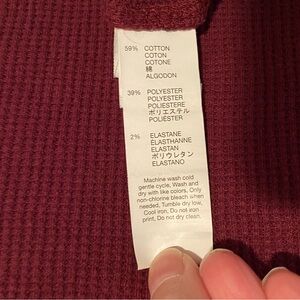 59% COTTON
COTON
COTONE
綿
ALGODON
39% POLYESTER
POLYESTER
POLIESTERE
ポリエステル
POLIÉSTER
2% ELASTANE
ELASTHANNE
ELASTAN
ポリウレタン
ELASTANO
Machine wash cold
gentle cycle, Wash and
dry with like colors, Only
non-chlorine bleach when
needed, Tumble dry low,
Cool iron, Do not iron
print, Do not dry clean.